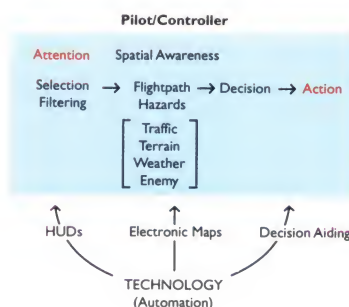 Pilot/Controller
Attention Spatial Awareness
Selection → Flightpath → Decision → Action
Filtering Hazards
Traffic
Terrain
Weather
Enemy
HUDs Electronic Maps Decision Aiding
TECHNOLOGY
(Automation)